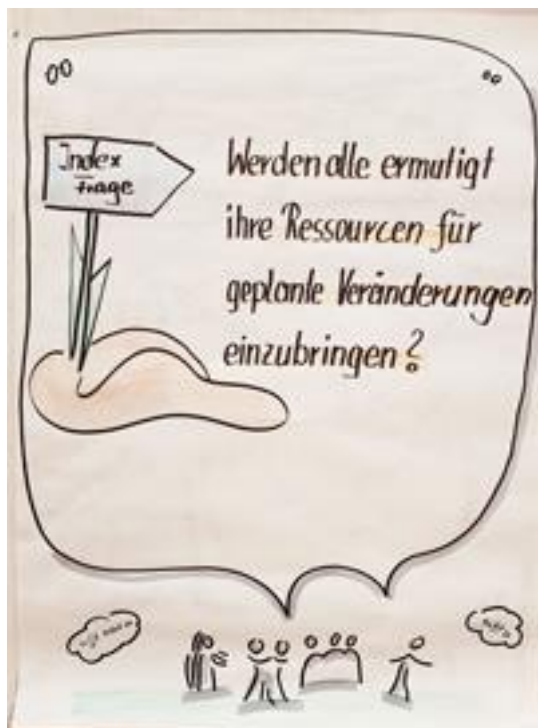 Index
frage
Werden alle ermutigt
ihre Ressourcen für
geplante Veränderungen
einzubringen?